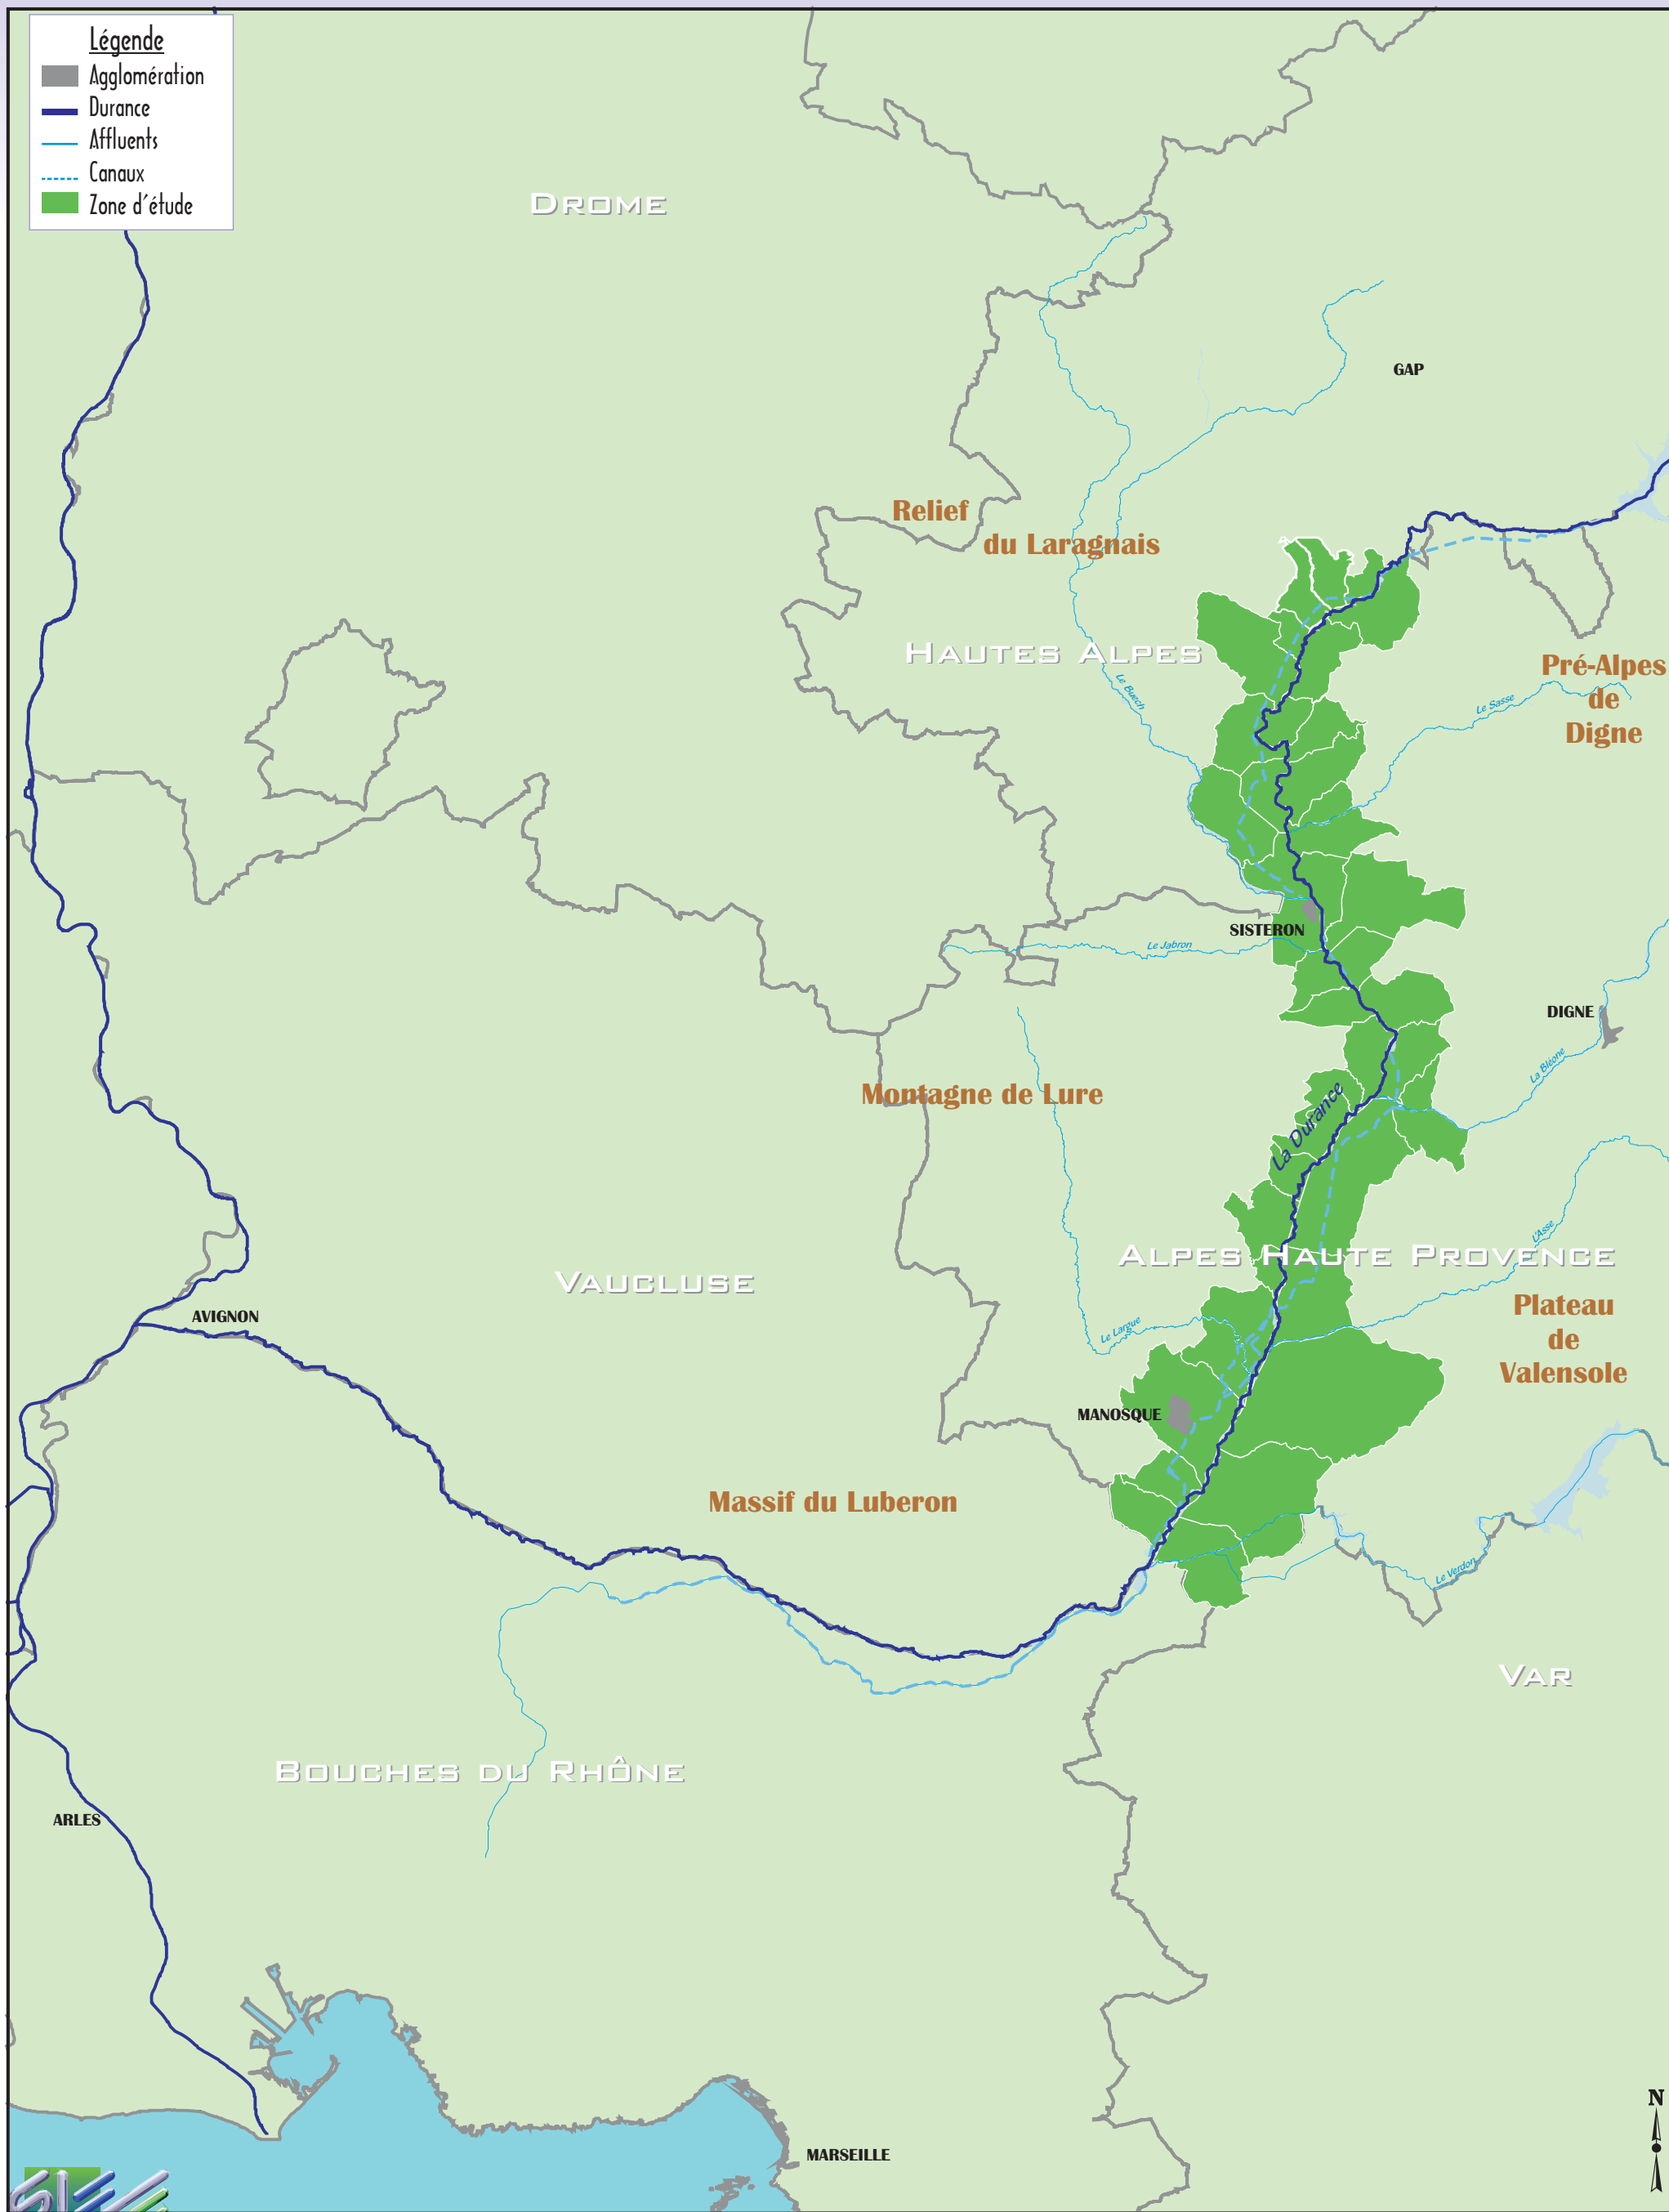 Légende
Agglomération
Durance
Affluents
Canaux
Zone d'étude
DROME
GAP
Relief
du Laragnais
HAUTES ALPES
Pré-Alpes
de
Digne
Le Buech
Le Sasse
SISTERON
Le Jabron
DIGNE
La Bléone
Montagne de Lure
La Durance
L'Asse
ALPES HAUTE PROVENCE
VAUCLUSE
Plateau
de
Valensole
AVIGNON
Le Largue
MANOSQUE
Massif du Luberon
Le Verdon
VAR
BOUCHES DU RHÔNE
ARLES
N
MARSEILLE